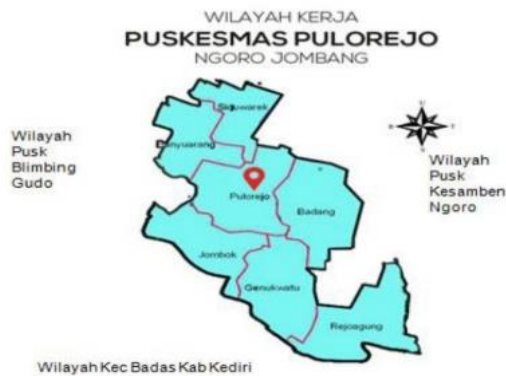 WILAYAH KERJA
PUSKESMAS PULOREJO
NGORO JOMBANG
Wilayah
Pusk
Blimbing
Gudo
Wilayah
Pusk
Kesamben
Ngoro
Pulorejo
Badang
Jombok
Genukwatu
Rejoagung
Wilayah Kec Badas Kab Kediri